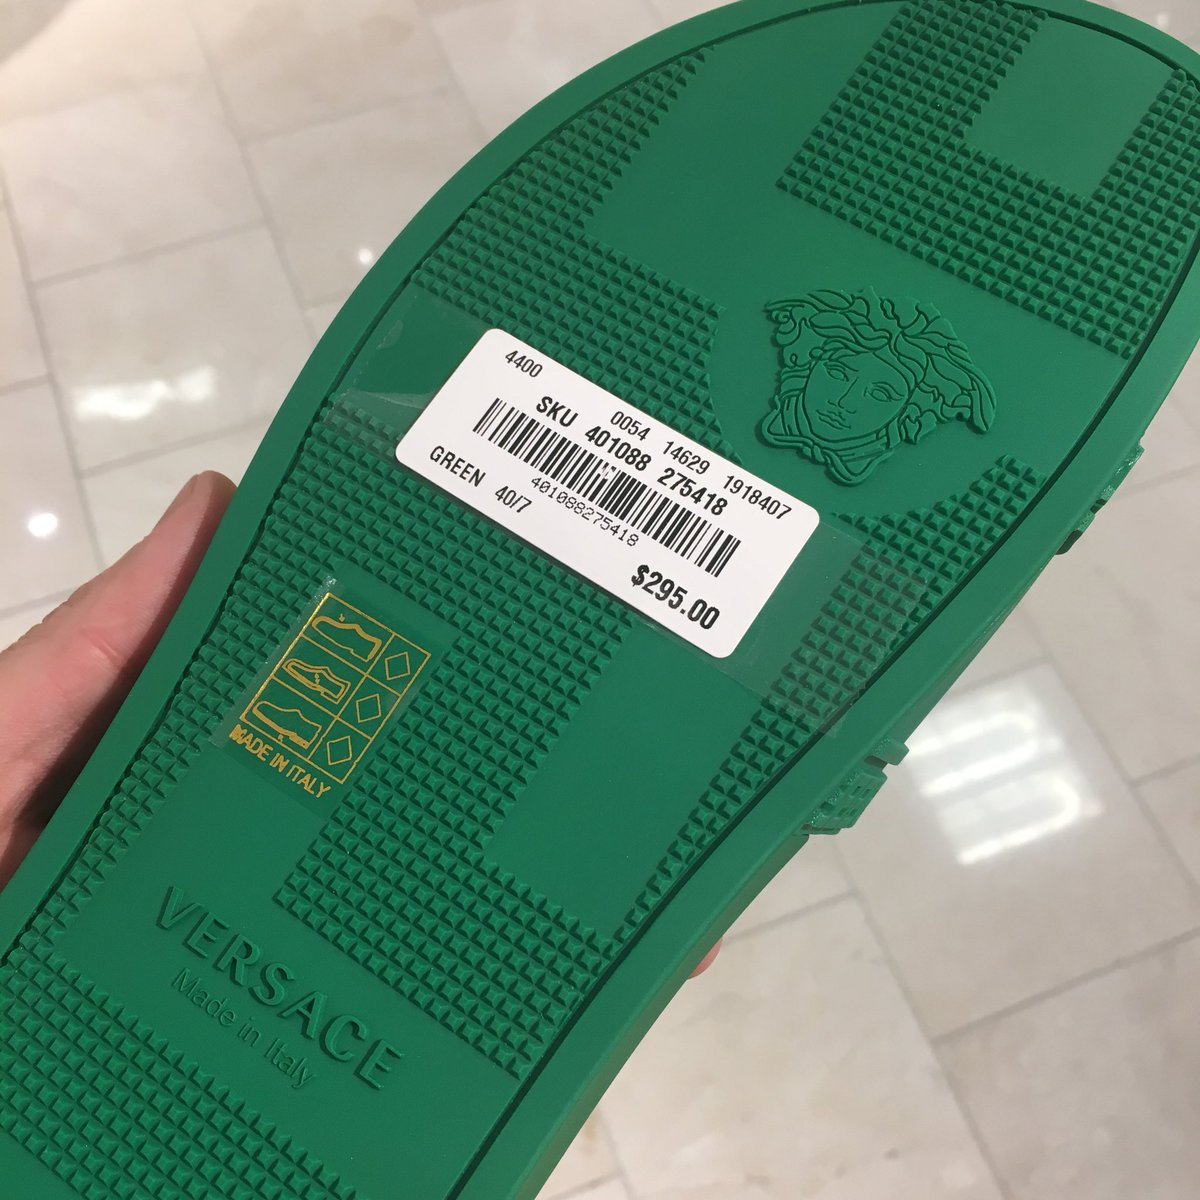 4400
0054 14629 1918407
SKU 401088 275418
401088275418
GREEN 40/7
$295.00
MADE IN ITALY
VERSACE
Made in Italy